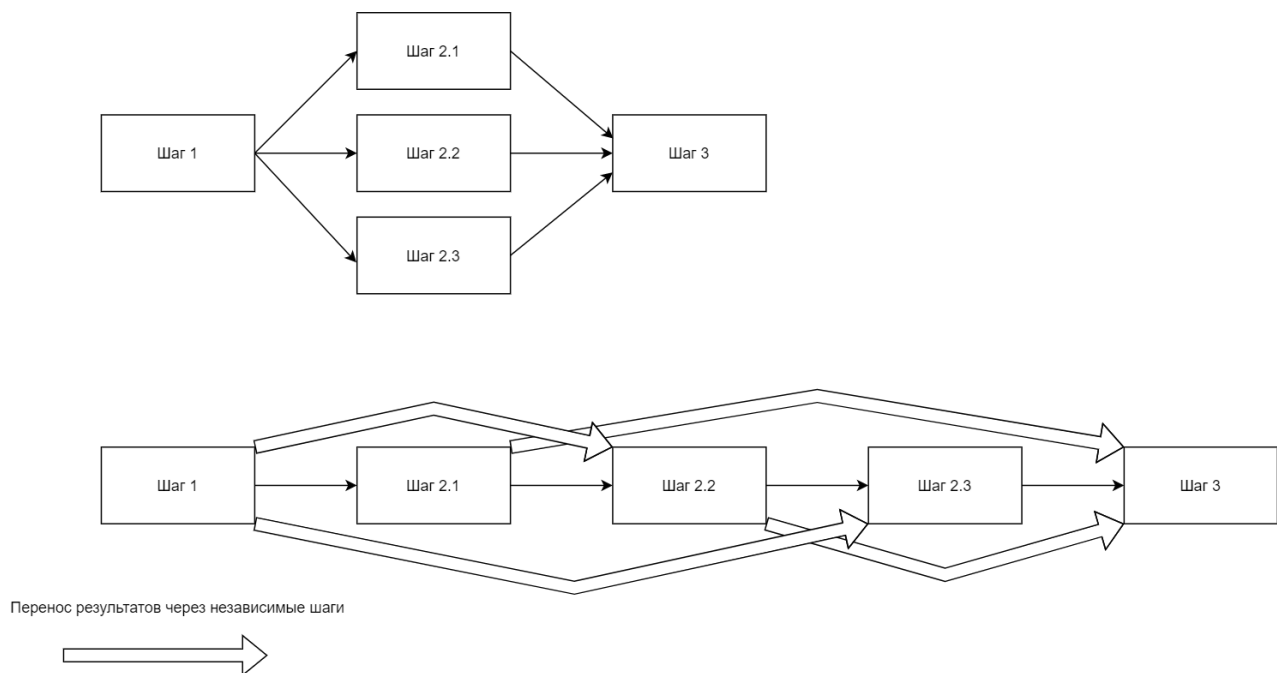 Шаг 2.1
Шаг 1
Шаг 2.2
Шаг 3
Шаг 2.3
Шаг 1
Шаг 2.1
Шаг 2.2
Шаг 2.3
Шаг 3
Перенос результатов через независимые шаги